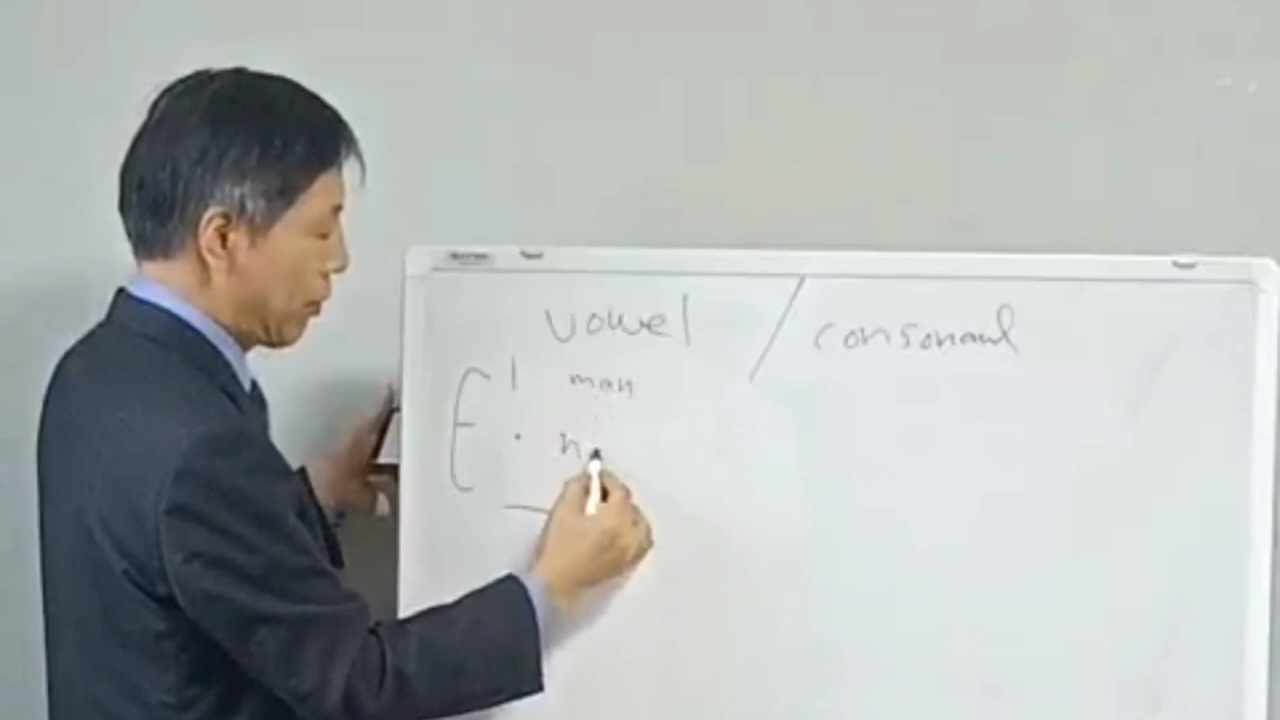 vowel / consonant
l man
·
—